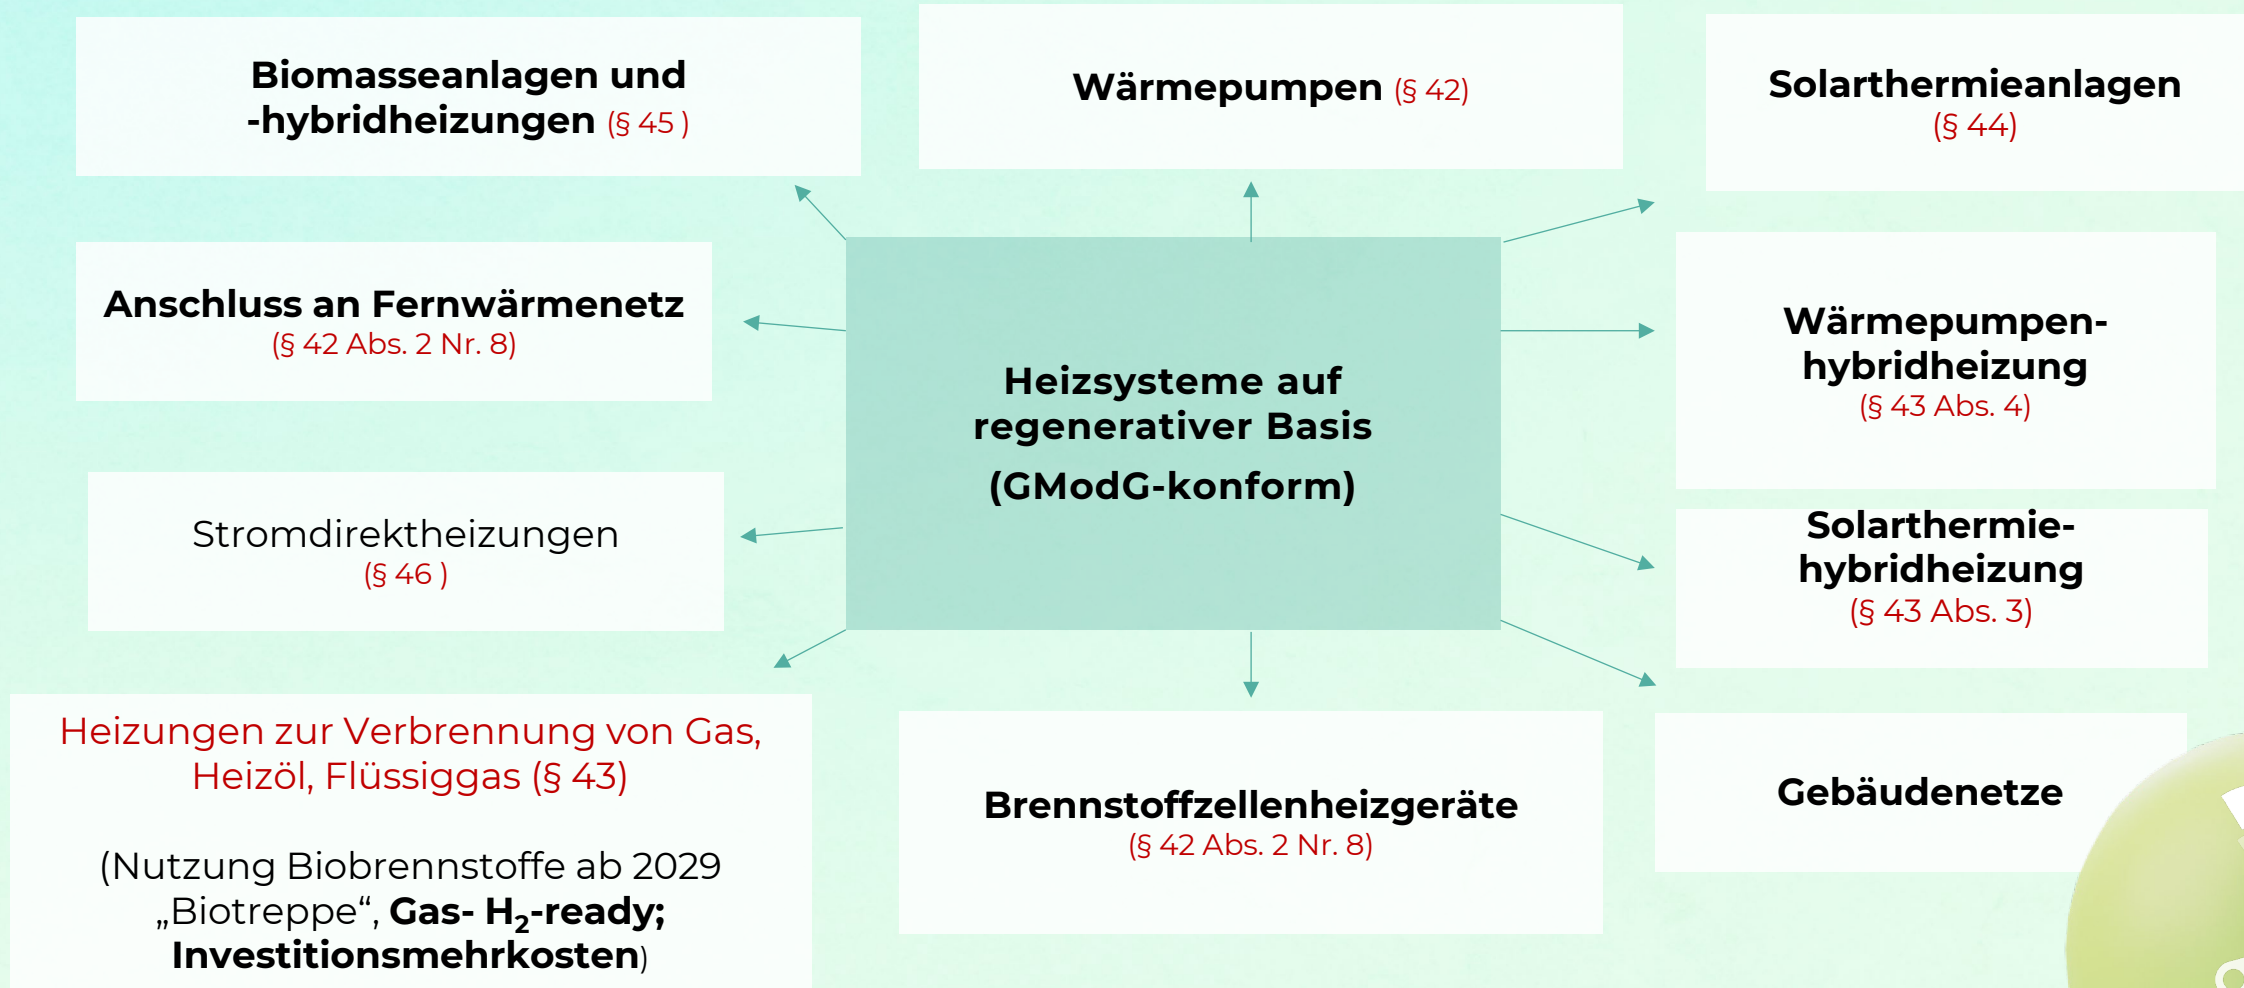 Biomasseanlagen und
-hybridheizungen (§ 45 )
Wärmepumpen (§ 42)
Solarthermieanlagen
(§ 44)
Anschluss an Fernwärmenetz
(§ 42 Abs. 2 Nr. 8)
Heizsysteme auf
regenerativer Basis
(GModG-konform)
Wärmepumpen-
hybridheizung
(§ 43 Abs. 4)
Stromdirektheizungen
(§ 46 )
Solarthermie-
hybridheizung
(§ 43 Abs. 3)
Heizungen zur Verbrennung von Gas,
Heizöl, Flüssiggas (§ 43)
(Nutzung Biobrennstoffe ab 2029
„Biotreppe“, Gas- H₂-ready;
Investitionsmehrkosten)
Brennstoffzellenheizgeräte
(§ 42 Abs. 2 Nr. 8)
Gebäudenetze